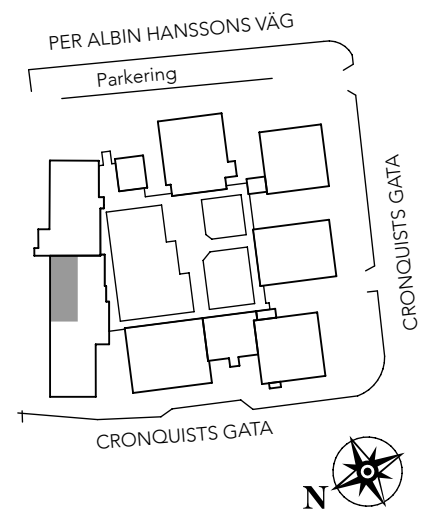 PER ALBIN HANSSONS VÄG
Parkering
CRONQUISTS GATA
CRONQUISTS GATA
N